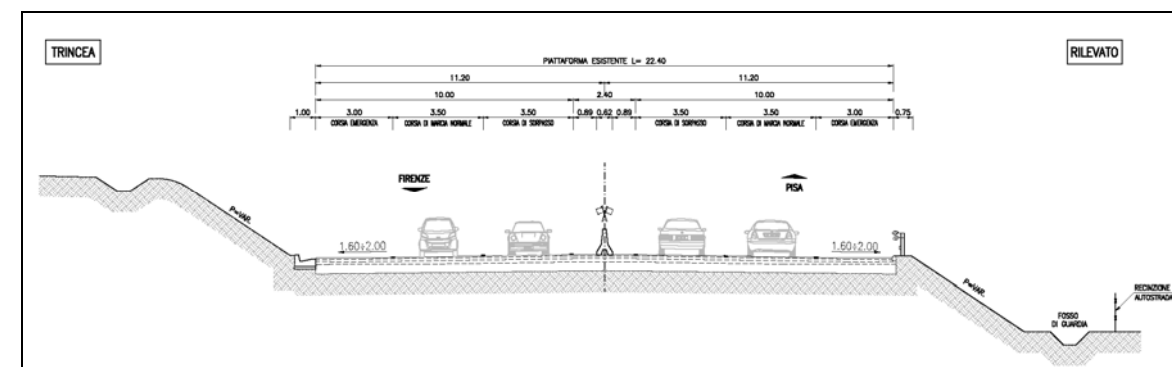 TRINCEA
RILEVATO
PIATTAFORMA ESISTENTE L= 22.40
11.20 11.20
10.00 2.40 10.00
1.00 3.00 3.50 3.50 0.89 0.62 0.89 3.50 3.50 3.00 0.75
CORSIA EMERGENZA CORSIA DI MARCIA NORMALE CORSIA DI SORPASSO CORSIA DI SORPASSO CORSIA DI MARCIA NORMALE CORSIA EMERGENZA
FIRENZE
PISA
P=VAR.
1.60÷2.00
1.60÷2.00
P=VAR.
RECINZIONE
AUTOSTRADA
FOSSO
DI GUARDIA